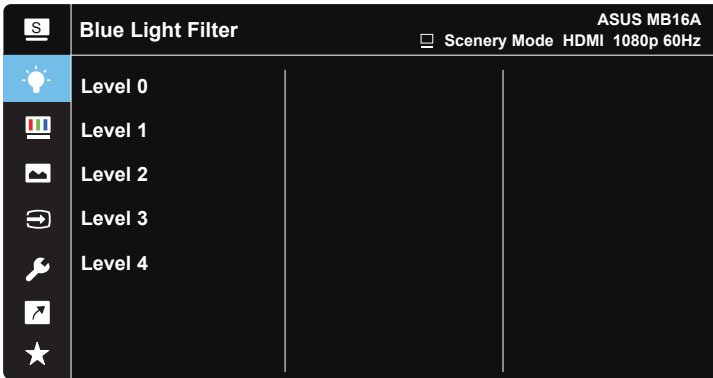 S
Blue Light Filter
ASUS MB16A
Scenery Mode HDMI 1080p 60Hz
Level 0
Level 1
Level 2
Level 3
Level 4